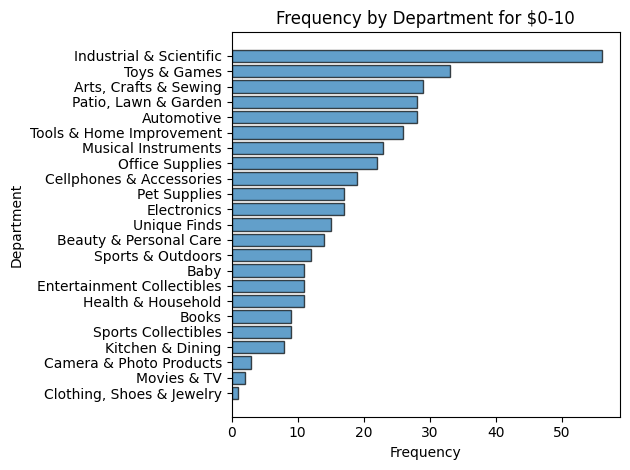 Frequency by Department for $0-10
Department
Industrial & Scientific
Toys & Games
Arts, Crafts & Sewing
Patio, Lawn & Garden
Automotive
Tools & Home Improvement
Musical Instruments
Office Supplies
Cellphones & Accessories
Pet Supplies
Electronics
Unique Finds
Beauty & Personal Care
Sports & Outdoors
Baby
Entertainment Collectibles
Health & Household
Books
Sports Collectibles
Kitchen & Dining
Camera & Photo Products
Movies & TV
Clothing, Shoes & Jewelry
0 10 20 30 40 50
Frequency